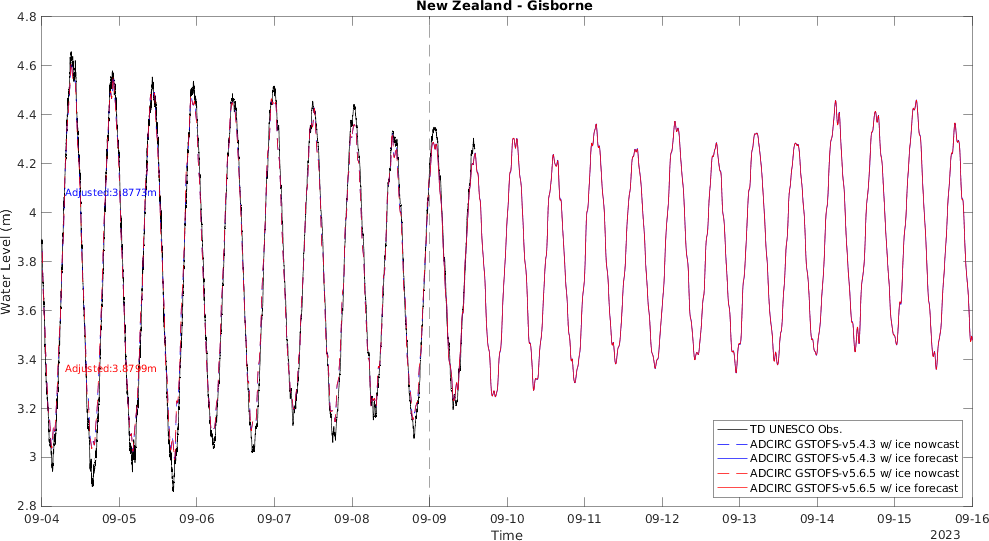 New Zealand - Gisborne
4.8
4.6
4.4
4.2
4
3.8
3.6
3.4
3.2
3
2.8
Water Level (m)
Adjusted:3.8773m
Adjusted:3.8799m
TD UNESCO Obs.
ADCIRC GSTOFS-v5.4.3 w/ ice nowcast
ADCIRC GSTOFS-v5.4.3 w/ ice forecast
ADCIRC GSTOFS-v5.6.5 w/ ice nowcast
ADCIRC GSTOFS-v5.6.5 w/ ice forecast
09-04 09-05 09-06 09-07 09-08 09-09 09-10 09-11 09-12 09-13 09-14 09-15 09-16
Time
2023